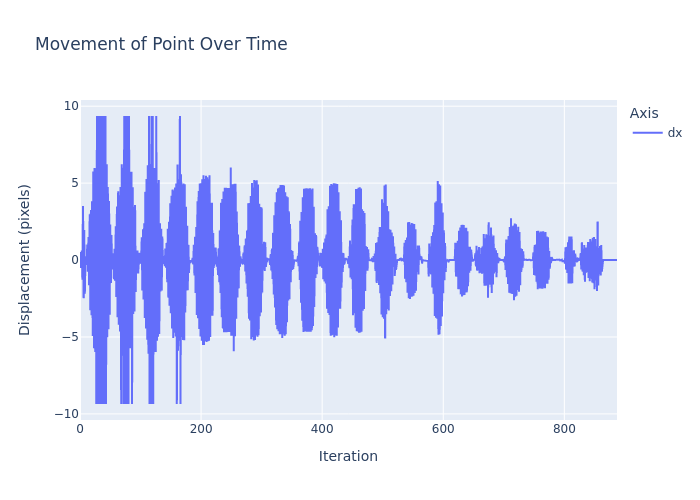 Movement of Point Over Time
Axis
dx
Displacement (pixels)
10
5
0
−5
−10
0
200
400
600
800
Iteration